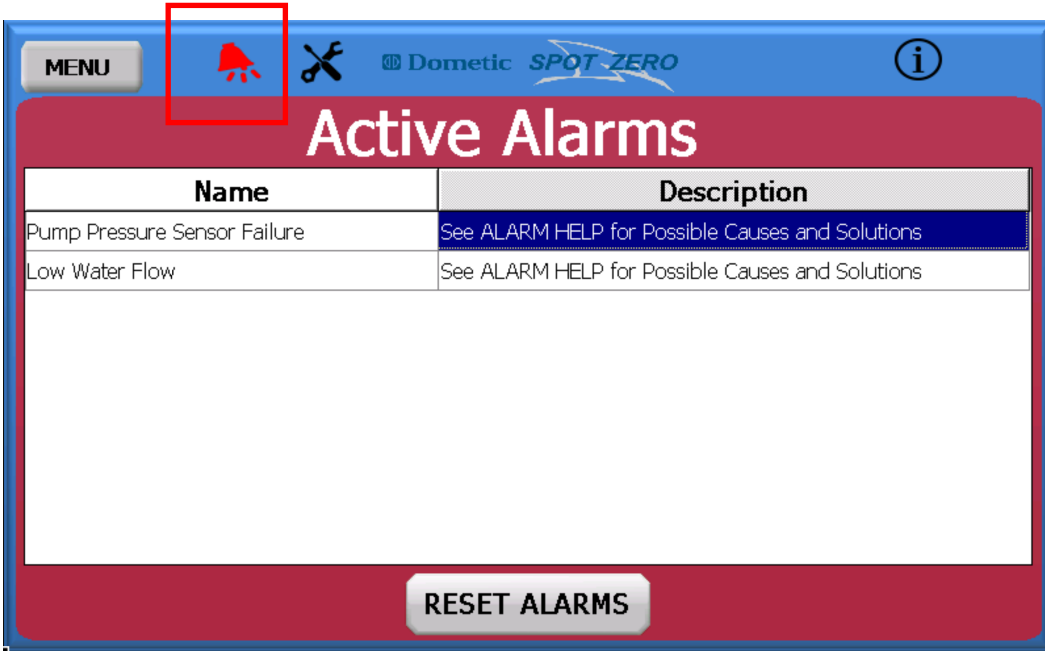 MENU
Dometic SPOT ZERO
i
Active Alarms
Name Description
Pump Pressure Sensor Failure See ALARM HELP for Possible Causes and Solutions
Low Water Flow See ALARM HELP for Possible Causes and Solutions
RESET ALARMS